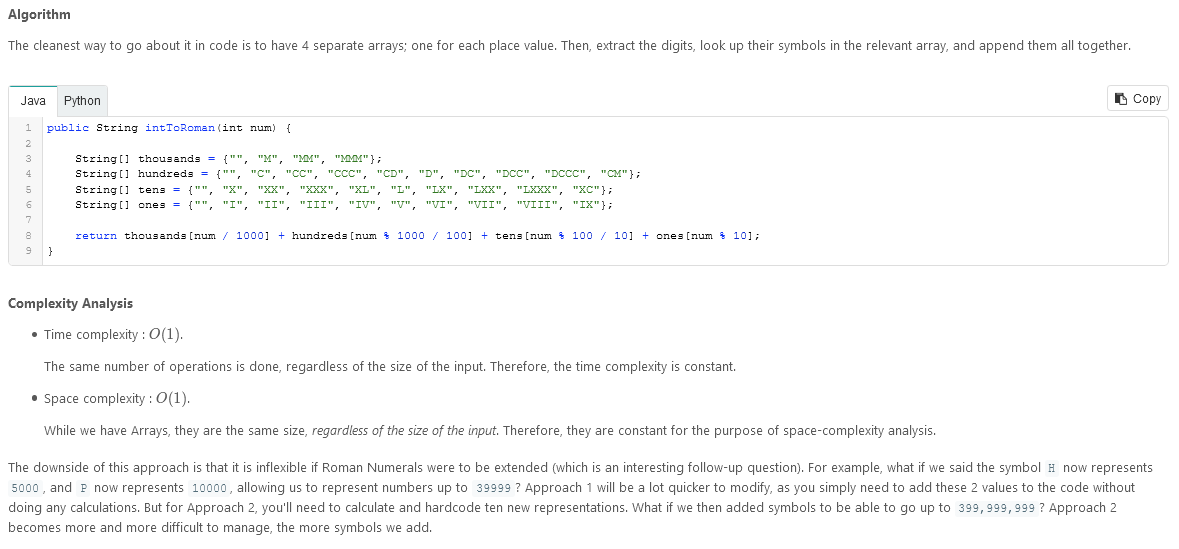 Algorithm
The cleanest way to go about it in code is to have 4 separate arrays; one for each place value. Then, extract the digits, look up their symbols in the relevant array, and append them all together.
Java Python Copy
1 public String intToRoman(int num) {
2
3     String[] thousands = {"", "M", "MM", "MMM"};
4     String[] hundreds = {"", "C", "CC", "CCC", "CD", "D", "DC", "DCC", "DCCC", "CM"};
5     String[] tens = {"", "X", "XX", "XXX", "XL", "L", "LX", "LXX", "LXXX", "XC"};
6     String[] ones = {"", "I", "II", "III", "IV", "V", "VI", "VII", "VIII", "IX"};
7
8     return thousands[num / 1000] + hundreds[num % 1000 / 100] + tens[num % 100 / 10] + ones[num % 10];
9 }
Complexity Analysis
• Time complexity : O(1).
The same number of operations is done, regardless of the size of the input. Therefore, the time complexity is constant.
• Space complexity : O(1).
While we have Arrays, they are the same size, regardless of the size of the input. Therefore, they are constant for the purpose of space-complexity analysis.
The downside of this approach is that it is inflexible if Roman Numerals were to be extended (which is an interesting follow-up question). For example, what if we said the symbol H now represents
5000, and P now represents 10000, allowing us to represent numbers up to 39999? Approach 1 will be a lot quicker to modify, as you simply need to add these 2 values to the code without
doing any calculations. But for Approach 2, you'll need to calculate and hardcode ten new representations. What if we then added symbols to be able to go up to 399,999,999? Approach 2
becomes more and more difficult to manage, the more symbols we add.